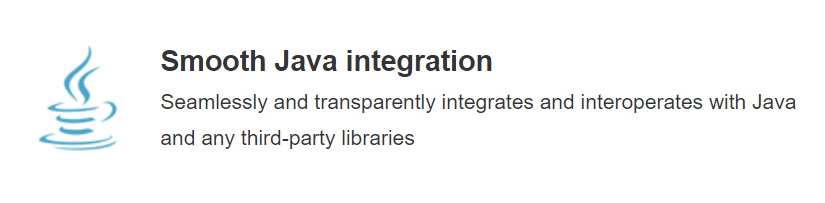 Smooth Java integration
Seamlessly and transparently integrates and interoperates with Java
and any third-party libraries